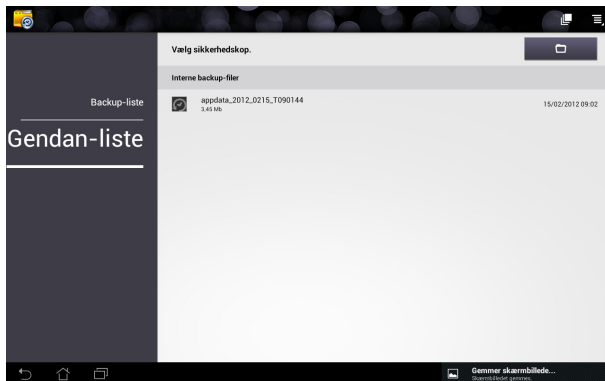 Vælg sikkerhedskop.
Interne backup-filer
Backup-liste
Gendan-liste
appdata_2012_0215_T090144
3,45 Mb
15/02/2012 09:02
Gemmer skærmbillede...
Skærmbilledet gemmes.